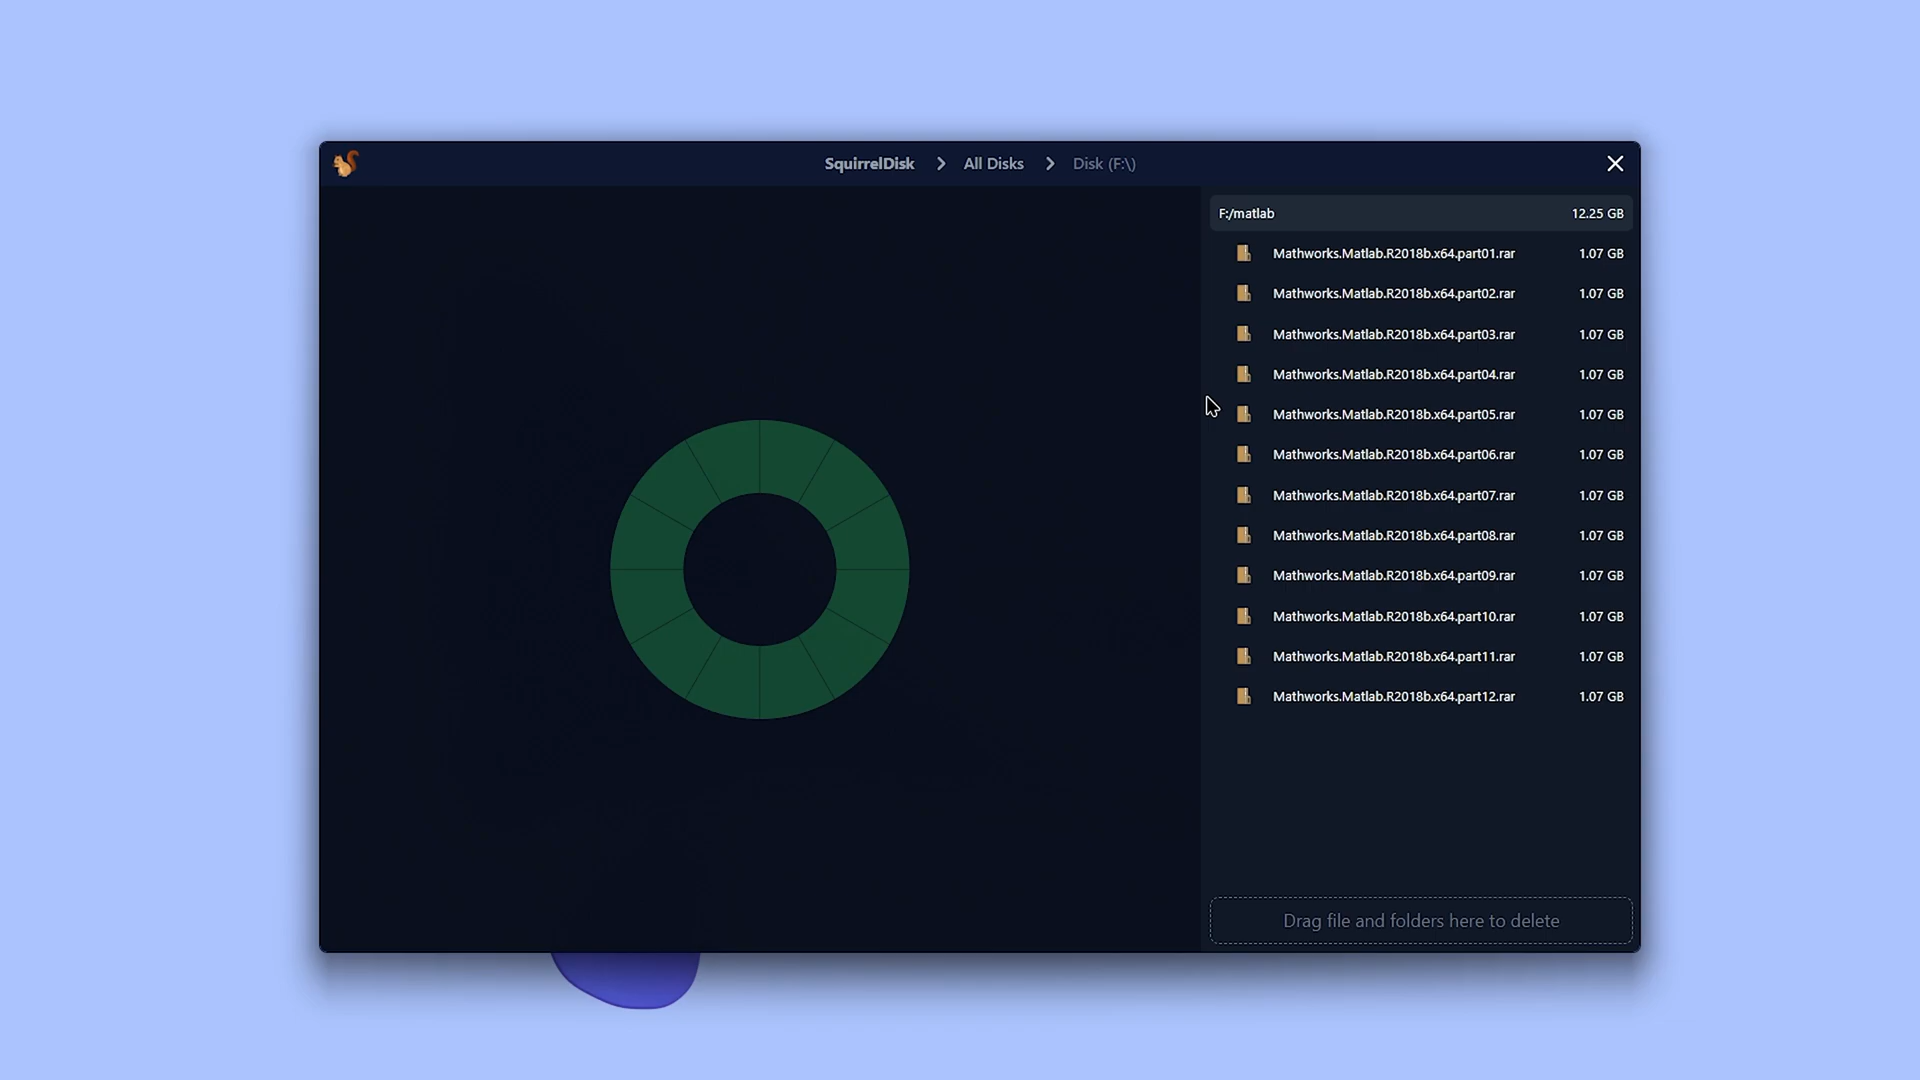 SquirrelDisk > All Disks > Disk (F:\)
F:/matlab 12.25 GB
Mathworks.Matlab.R2018b.x64.part01.rar 1.07 GB
Mathworks.Matlab.R2018b.x64.part02.rar 1.07 GB
Mathworks.Matlab.R2018b.x64.part03.rar 1.07 GB
Mathworks.Matlab.R2018b.x64.part04.rar 1.07 GB
Mathworks.Matlab.R2018b.x64.part05.rar 1.07 GB
Mathworks.Matlab.R2018b.x64.part06.rar 1.07 GB
Mathworks.Matlab.R2018b.x64.part07.rar 1.07 GB
Mathworks.Matlab.R2018b.x64.part08.rar 1.07 GB
Mathworks.Matlab.R2018b.x64.part09.rar 1.07 GB
Mathworks.Matlab.R2018b.x64.part10.rar 1.07 GB
Mathworks.Matlab.R2018b.x64.part11.rar 1.07 GB
Mathworks.Matlab.R2018b.x64.part12.rar 1.07 GB
Drag file and folders here to delete